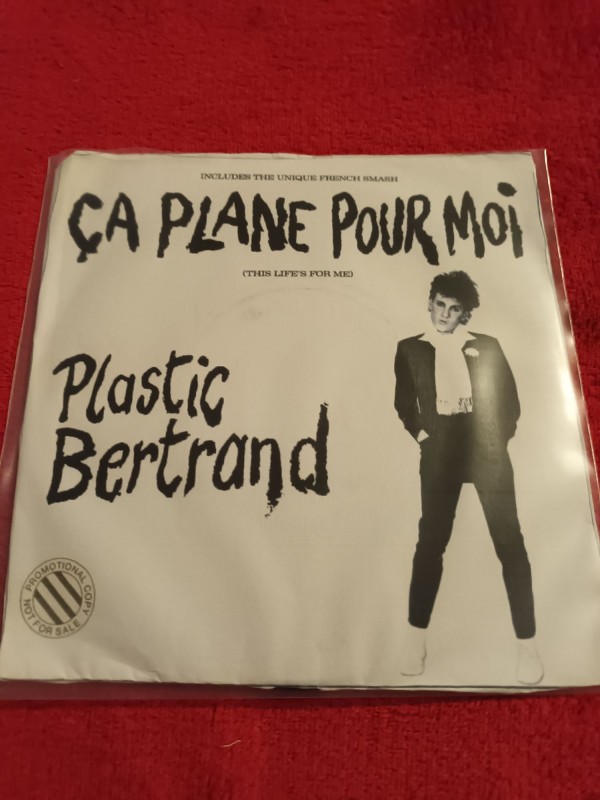 INCLUDES THE UNIQUE FRENCH SMASH
ÇA PLANE POUR MOi
(THIS LIFE'S FOR ME)
Plastic
Bertrand
PROMOTIONAL COPY
NOT FOR SALE